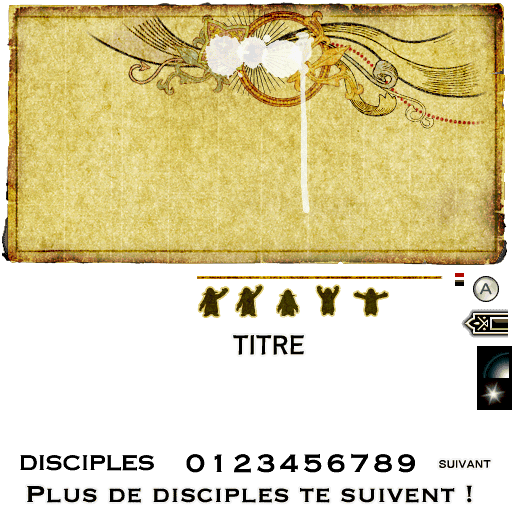 A
TITRE
DISCIPLES 0123456789 SUIVANT
PLUS DE DISCIPLES TE SUIVENT !